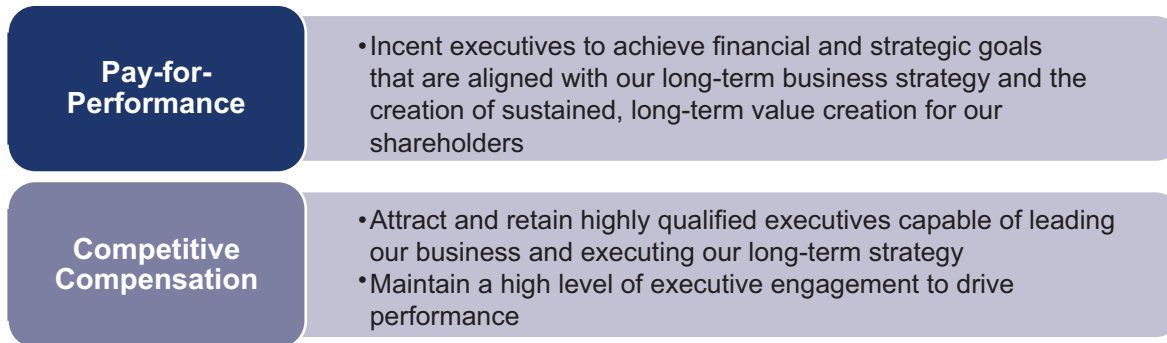 Pay-for-
Performance
•Incent executives to achieve financial and strategic goals
that are aligned with our long-term business strategy and the
creation of sustained, long-term value creation for our
shareholders
Competitive
Compensation
•Attract and retain highly qualified executives capable of leading
our business and executing our long-term strategy
•Maintain a high level of executive engagement to drive
performance